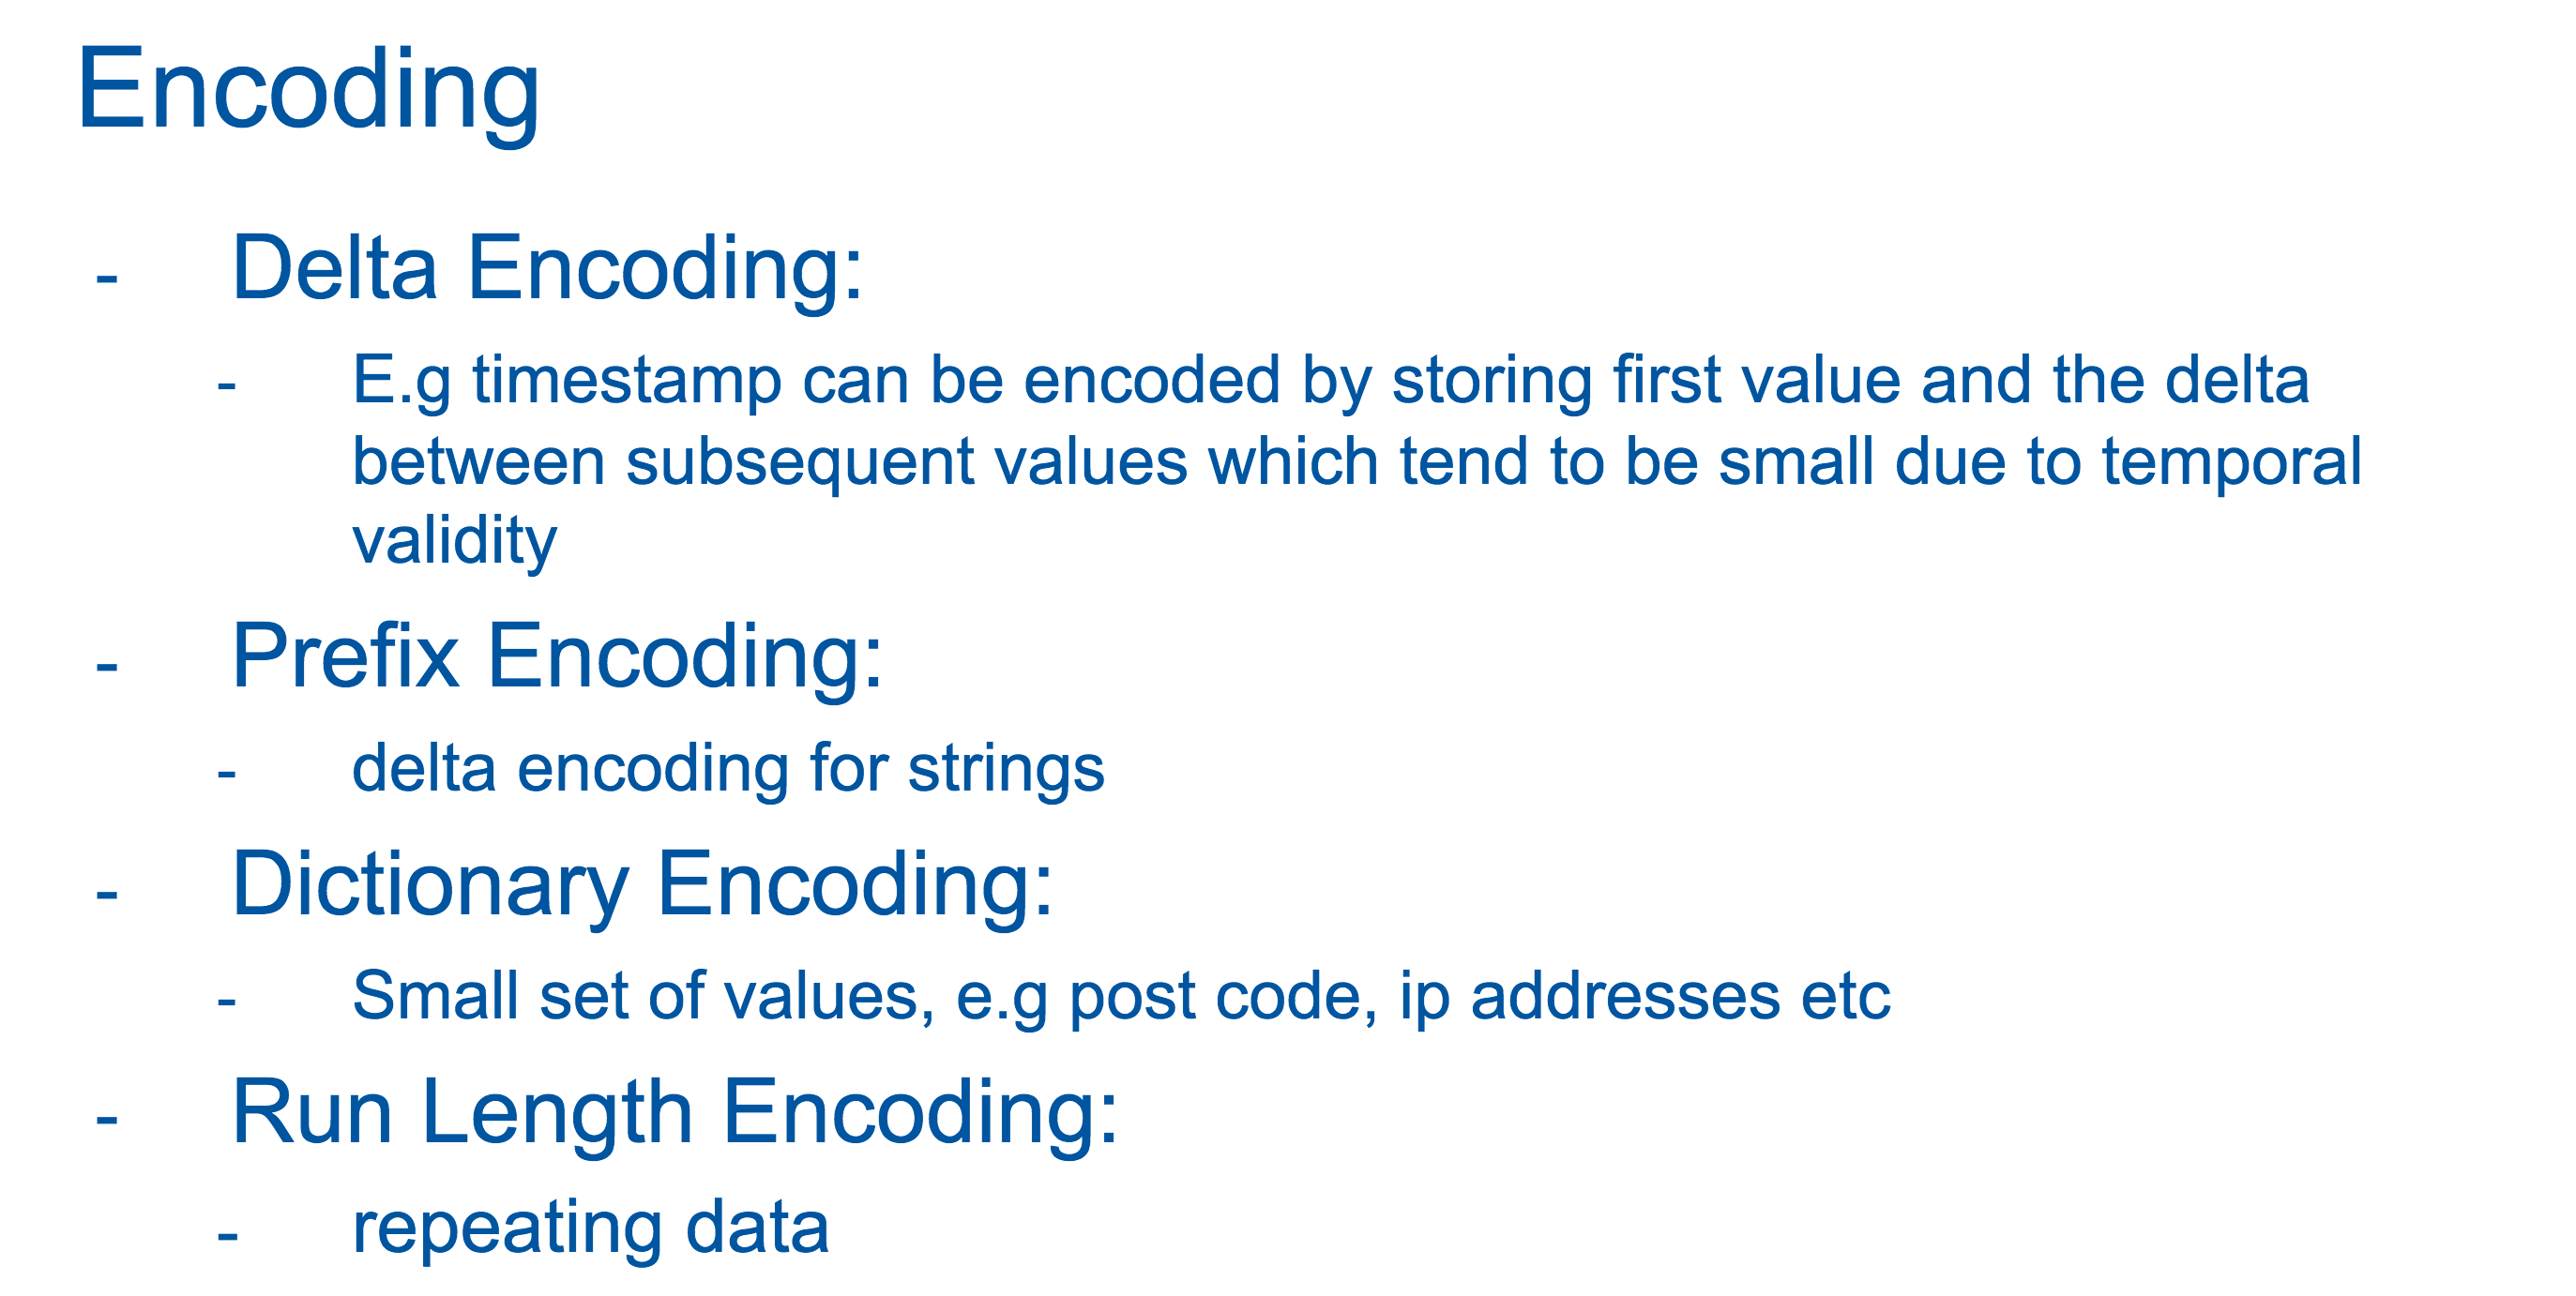 Encoding
- Delta Encoding:
- E.g timestamp can be encoded by storing first value and the delta
between subsequent values which tend to be small due to temporal
validity
- Prefix Encoding:
- delta encoding for strings
- Dictionary Encoding:
- Small set of values, e.g post code, ip addresses etc
- Run Length Encoding:
- repeating data